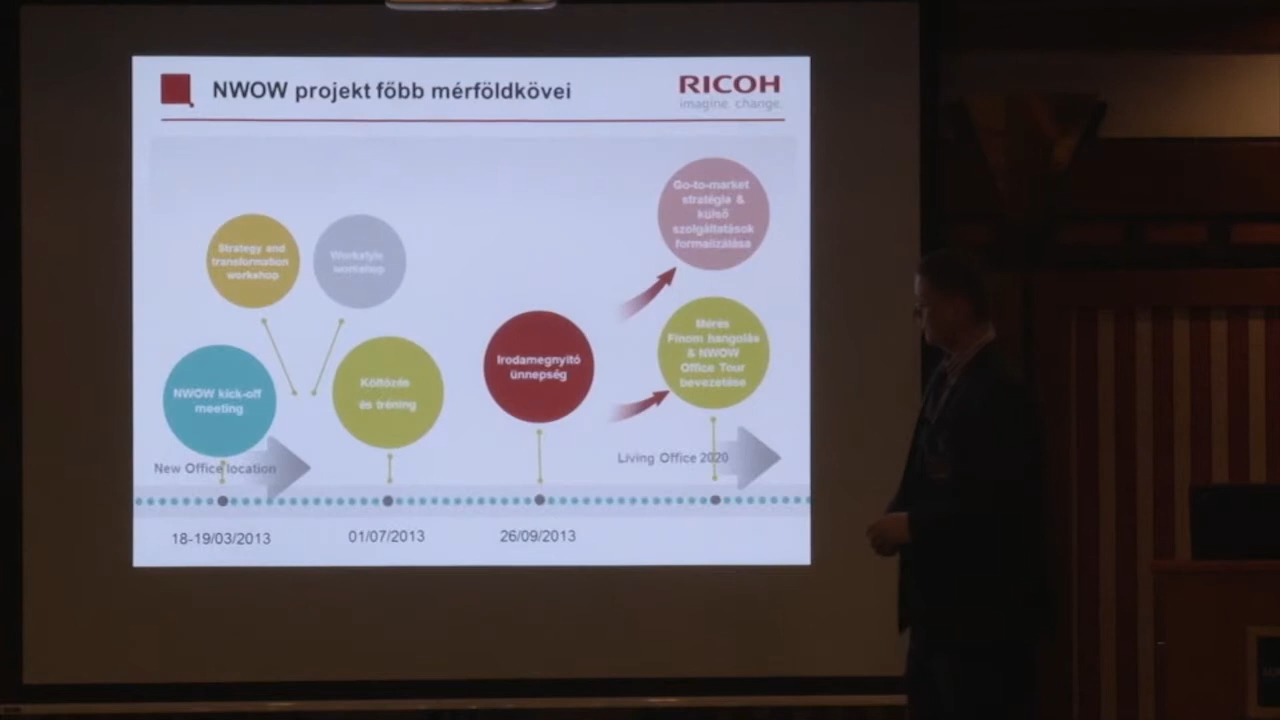 NWOW projekt főbb mérföldkövei
RICOH
imagine. change.
Go-to-market
stratégia &
külső
szolgáltatások
formalizálása
Strategy and
transformation
workshop
Workstyle
workshop
Mérés
Finom hangolás
& NWOW
Office Tour
bevezetése
Irodamegnyitó
ünnepség
NWOW kick-off
meeting
Költözés
és tréning
New Office location
Living Office 2020
18-19/03/2013
01/07/2013
26/09/2013